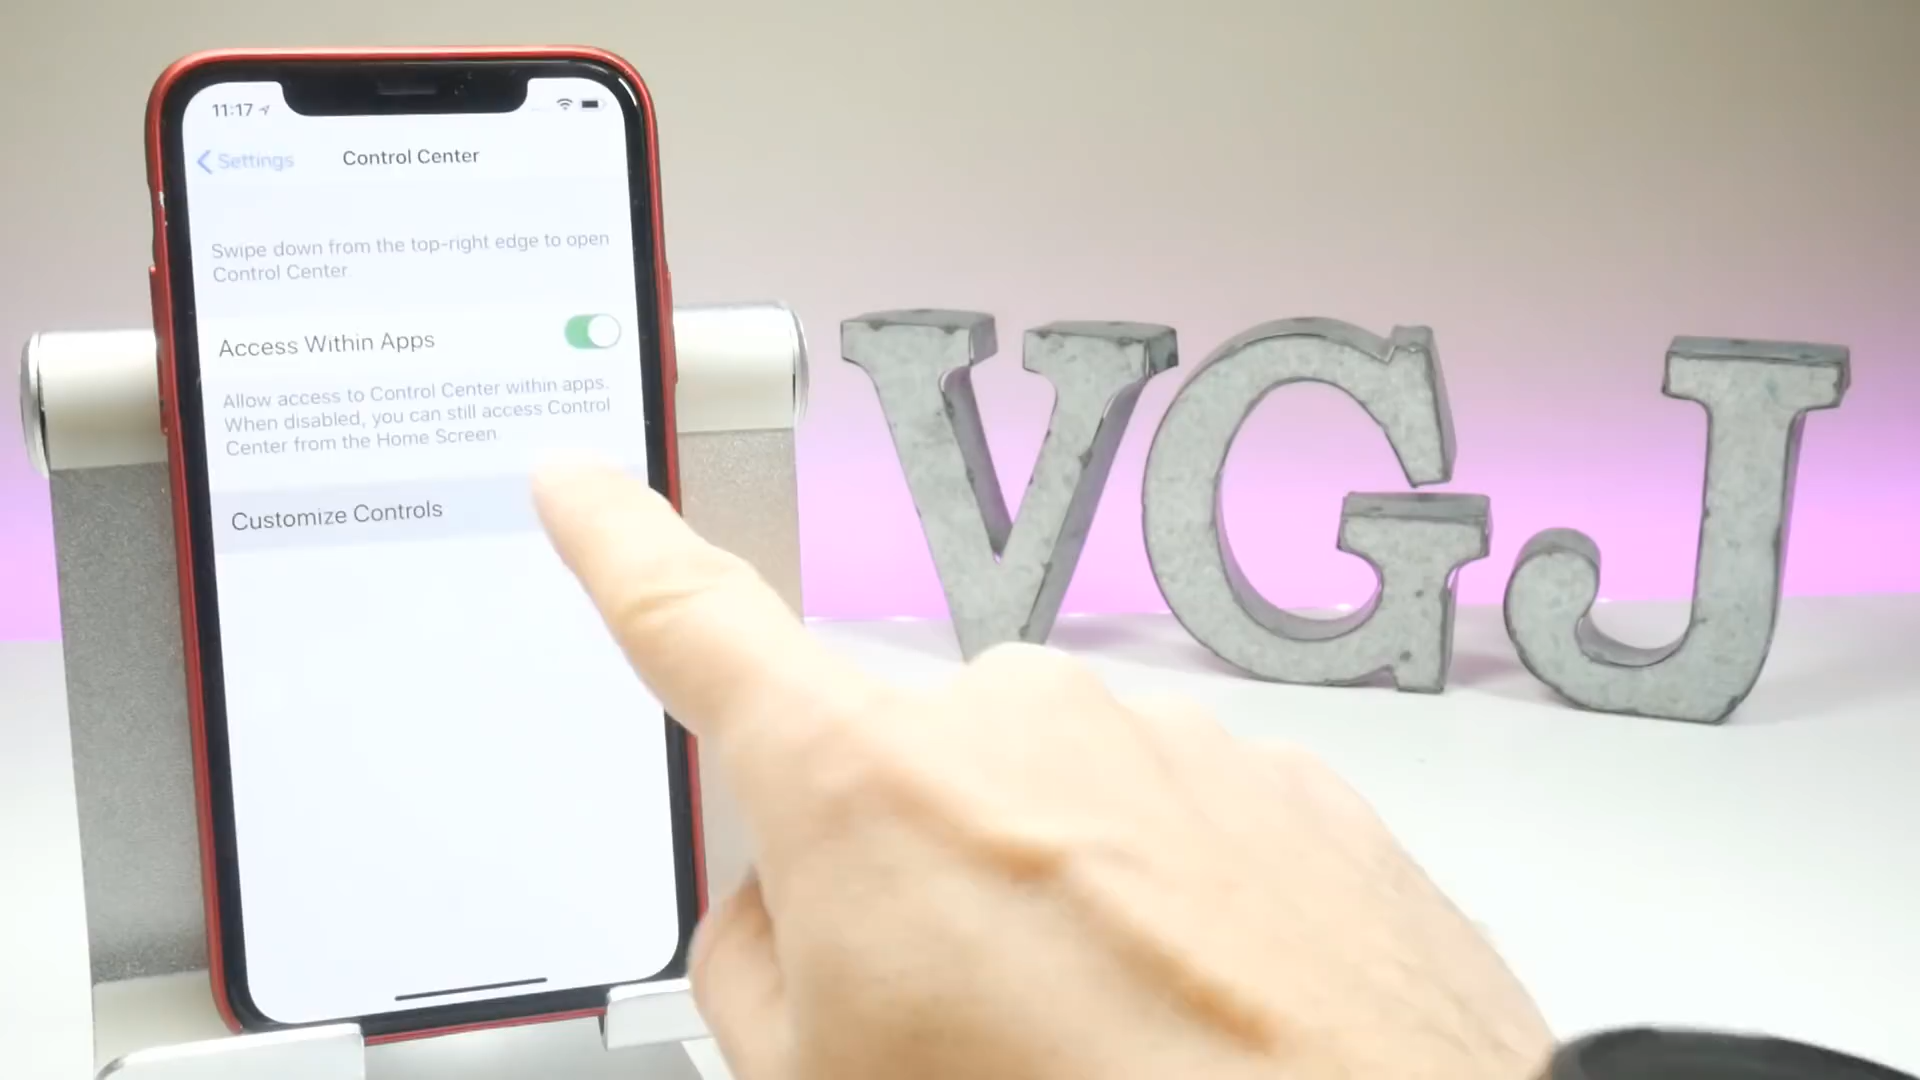 11:17
Settings
Control Center
Swipe down from the top-right edge to open
Control Center
Access Within Apps
Allow access to Control Center within apps.
When disabled, you can still access Control
Center from the Home Screen.
Customize Controls
VGJ